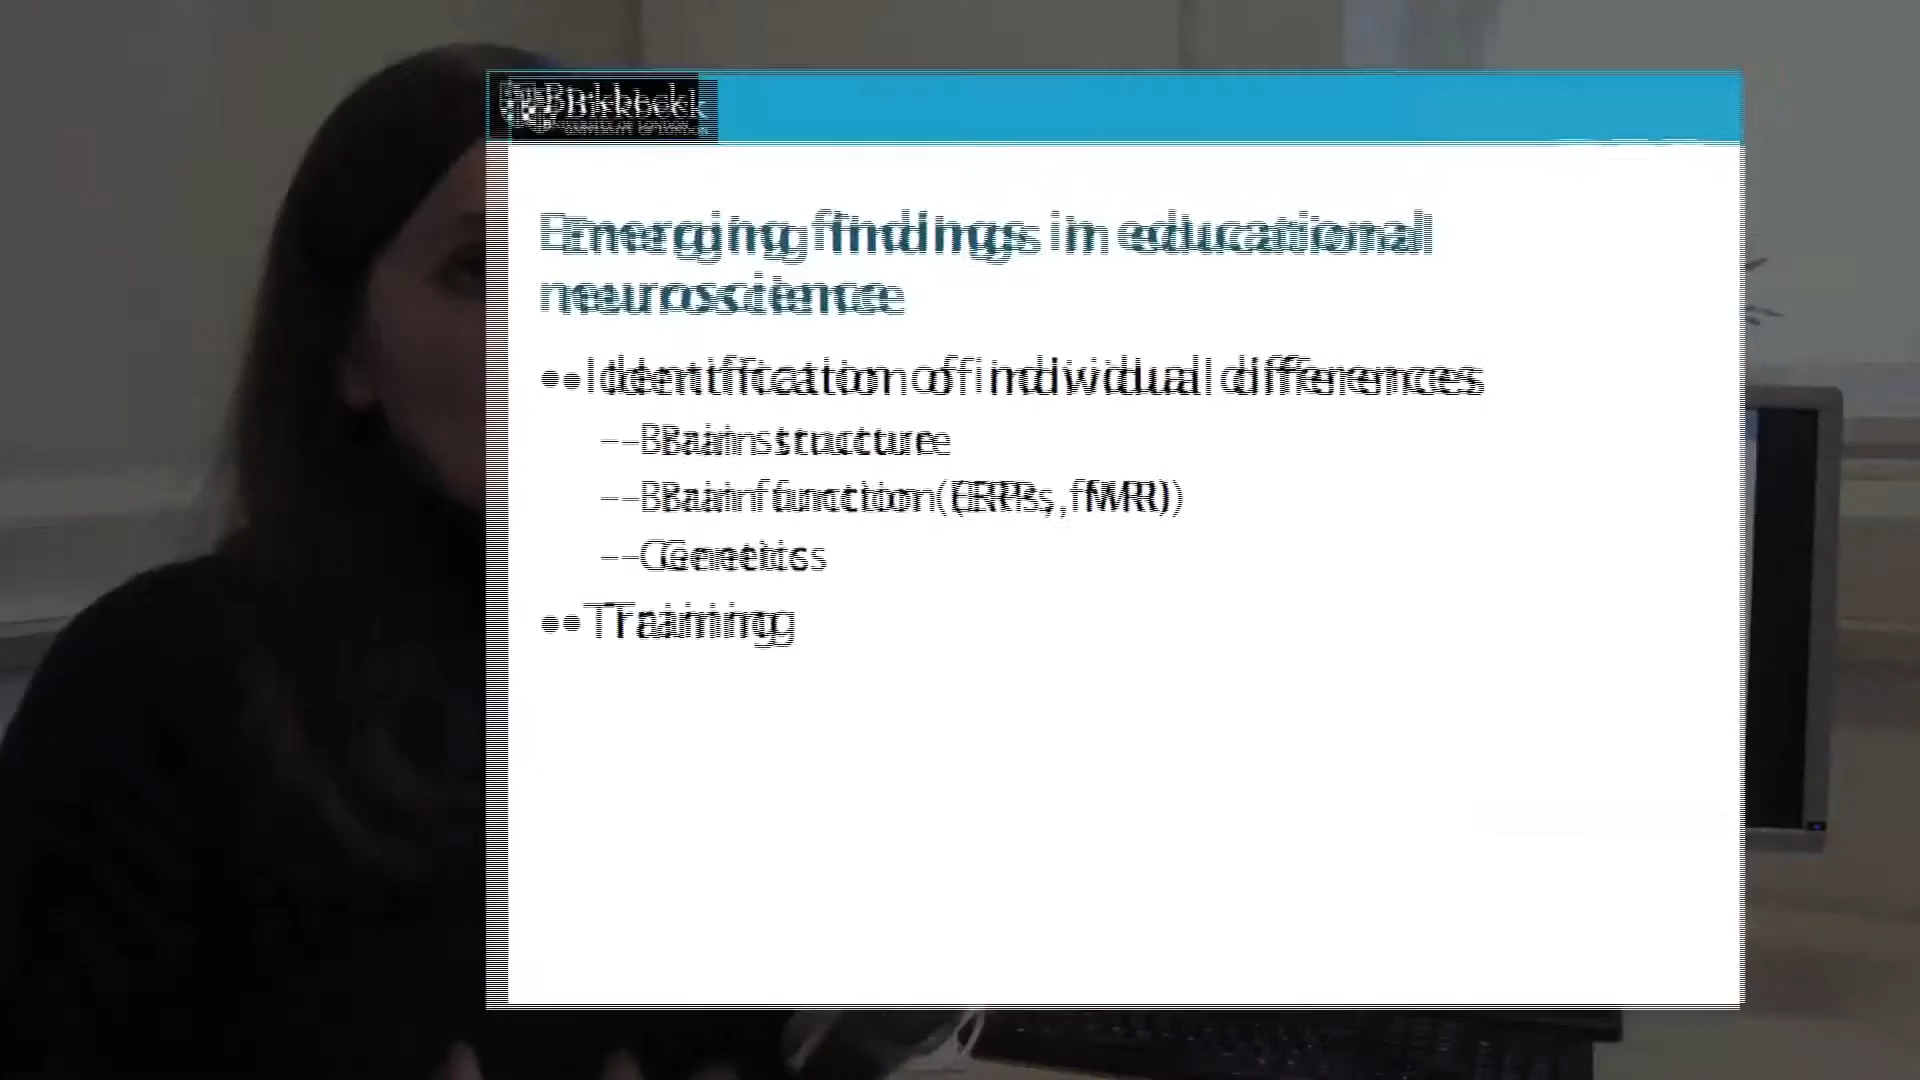 Birkbeck
Emerging findings in educational
neuroscience
• Identification of individual differences
– Brain structure
– Brain function (ERPs, fMRI)
– Genetics
• Training